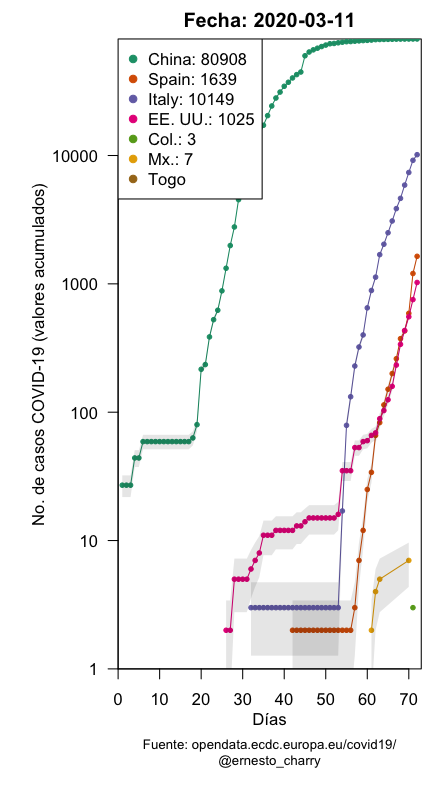 Fecha: 2020-03-11
China: 80908
Spain: 1639
Italy: 10149
EE. UU.: 1025
Col.: 3
Mx.: 7
Togo
No. de casos COVID-19 (valores acumulados)
10000
1000
100
10
1
0 10 20 30 40 50 60 70
Días
Fuente: opendata.ecdc.europa.eu/covid19/
@ernesto_charry